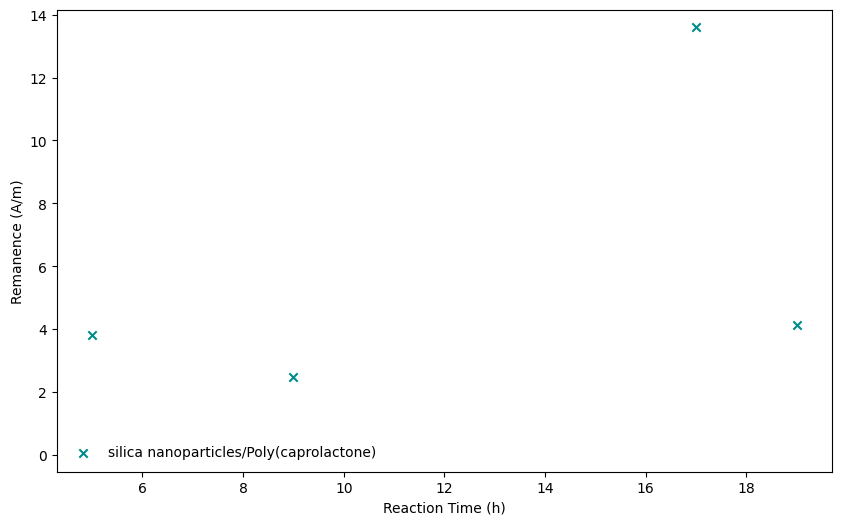 14
12
10
8
6
4
2
0
Remanence (A/m)
silica nanoparticles/Poly(caprolactone)
6 8 10 12 14 16 18
Reaction Time (h)